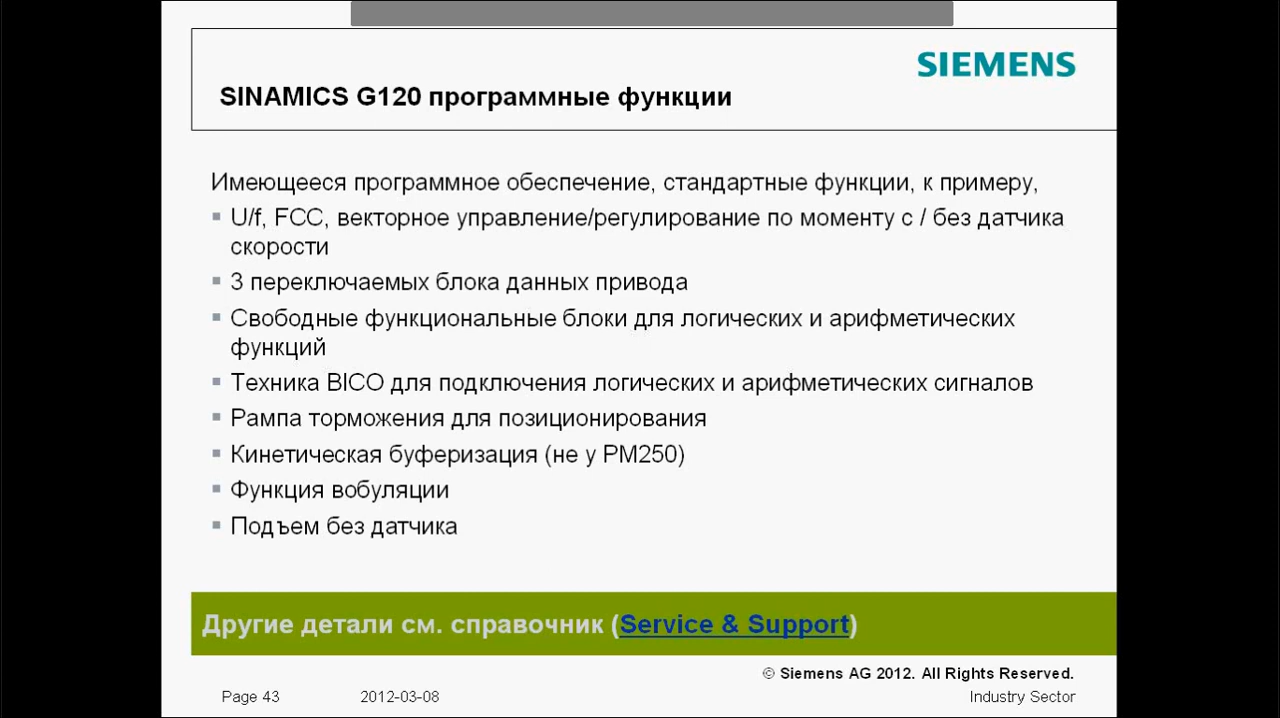 SIEMENS
SINAMICS G120 программные функции
Имеющееся программное обеспечение, стандартные функции, к примеру,
▪ U/f, FCC, векторное управление/регулирование по моменту с / без датчика
скорости
▪ 3 переключаемых блока данных привода
▪ Свободные функциональные блоки для логических и арифметических
функций
▪ Техника BICO для подключения логических и арифметических сигналов
▪ Рампа торможения для позиционирования
▪ Кинетическая буферизация (не у PM250)
▪ Функция вобуляции
▪ Подъем без датчика
Другие детали см. справочник (Service & Support)
© Siemens AG 2012. All Rights Reserved.
Page 43 2012-03-08 Industry Sector